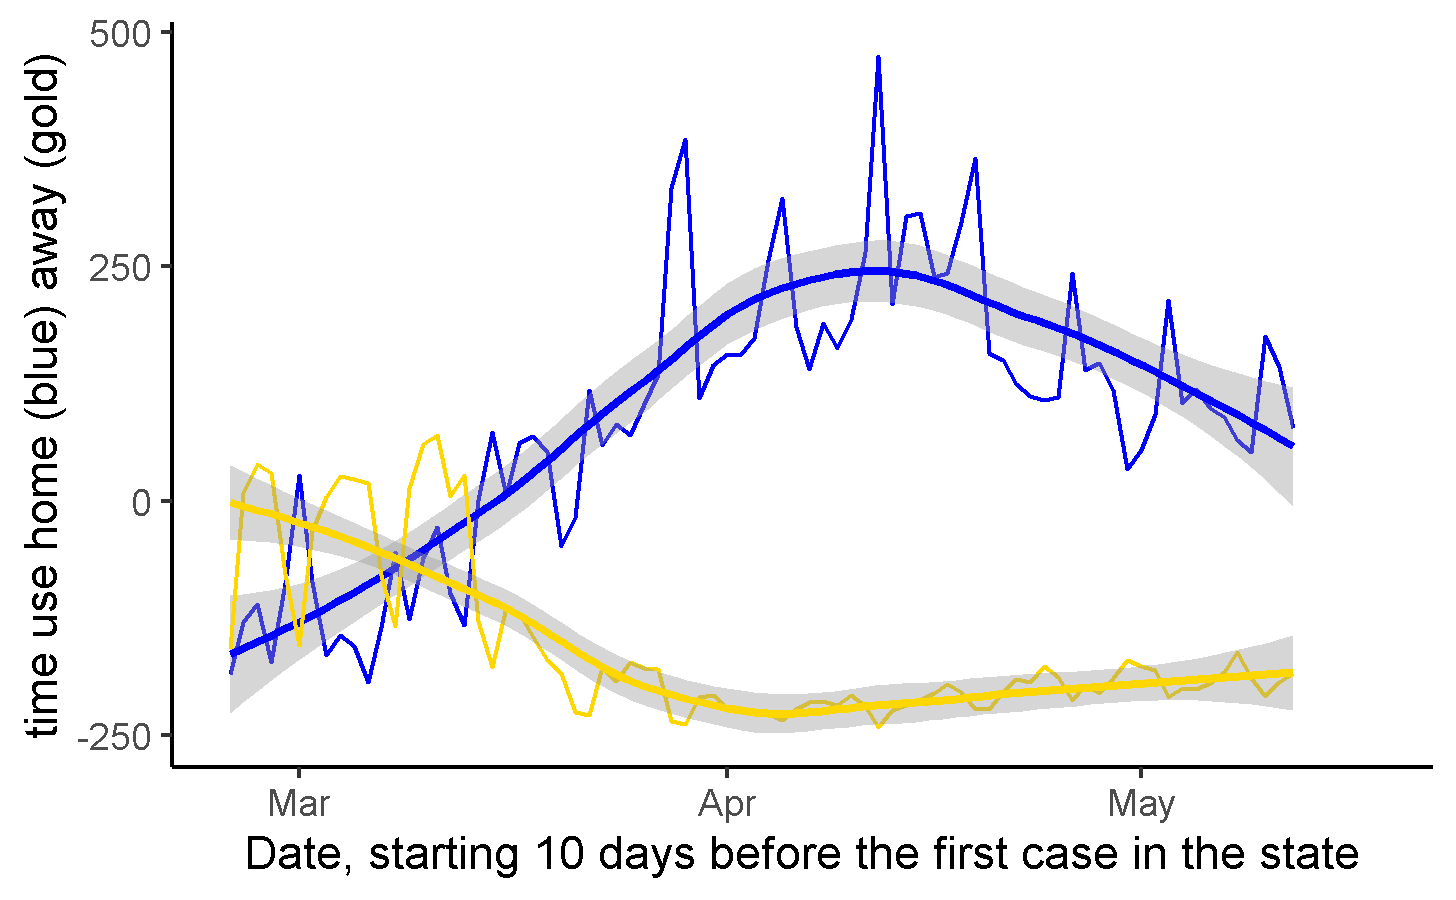 time use home (blue) away (gold)
500
250
0
-250
Mar Apr May
Date, starting 10 days before the first case in the state